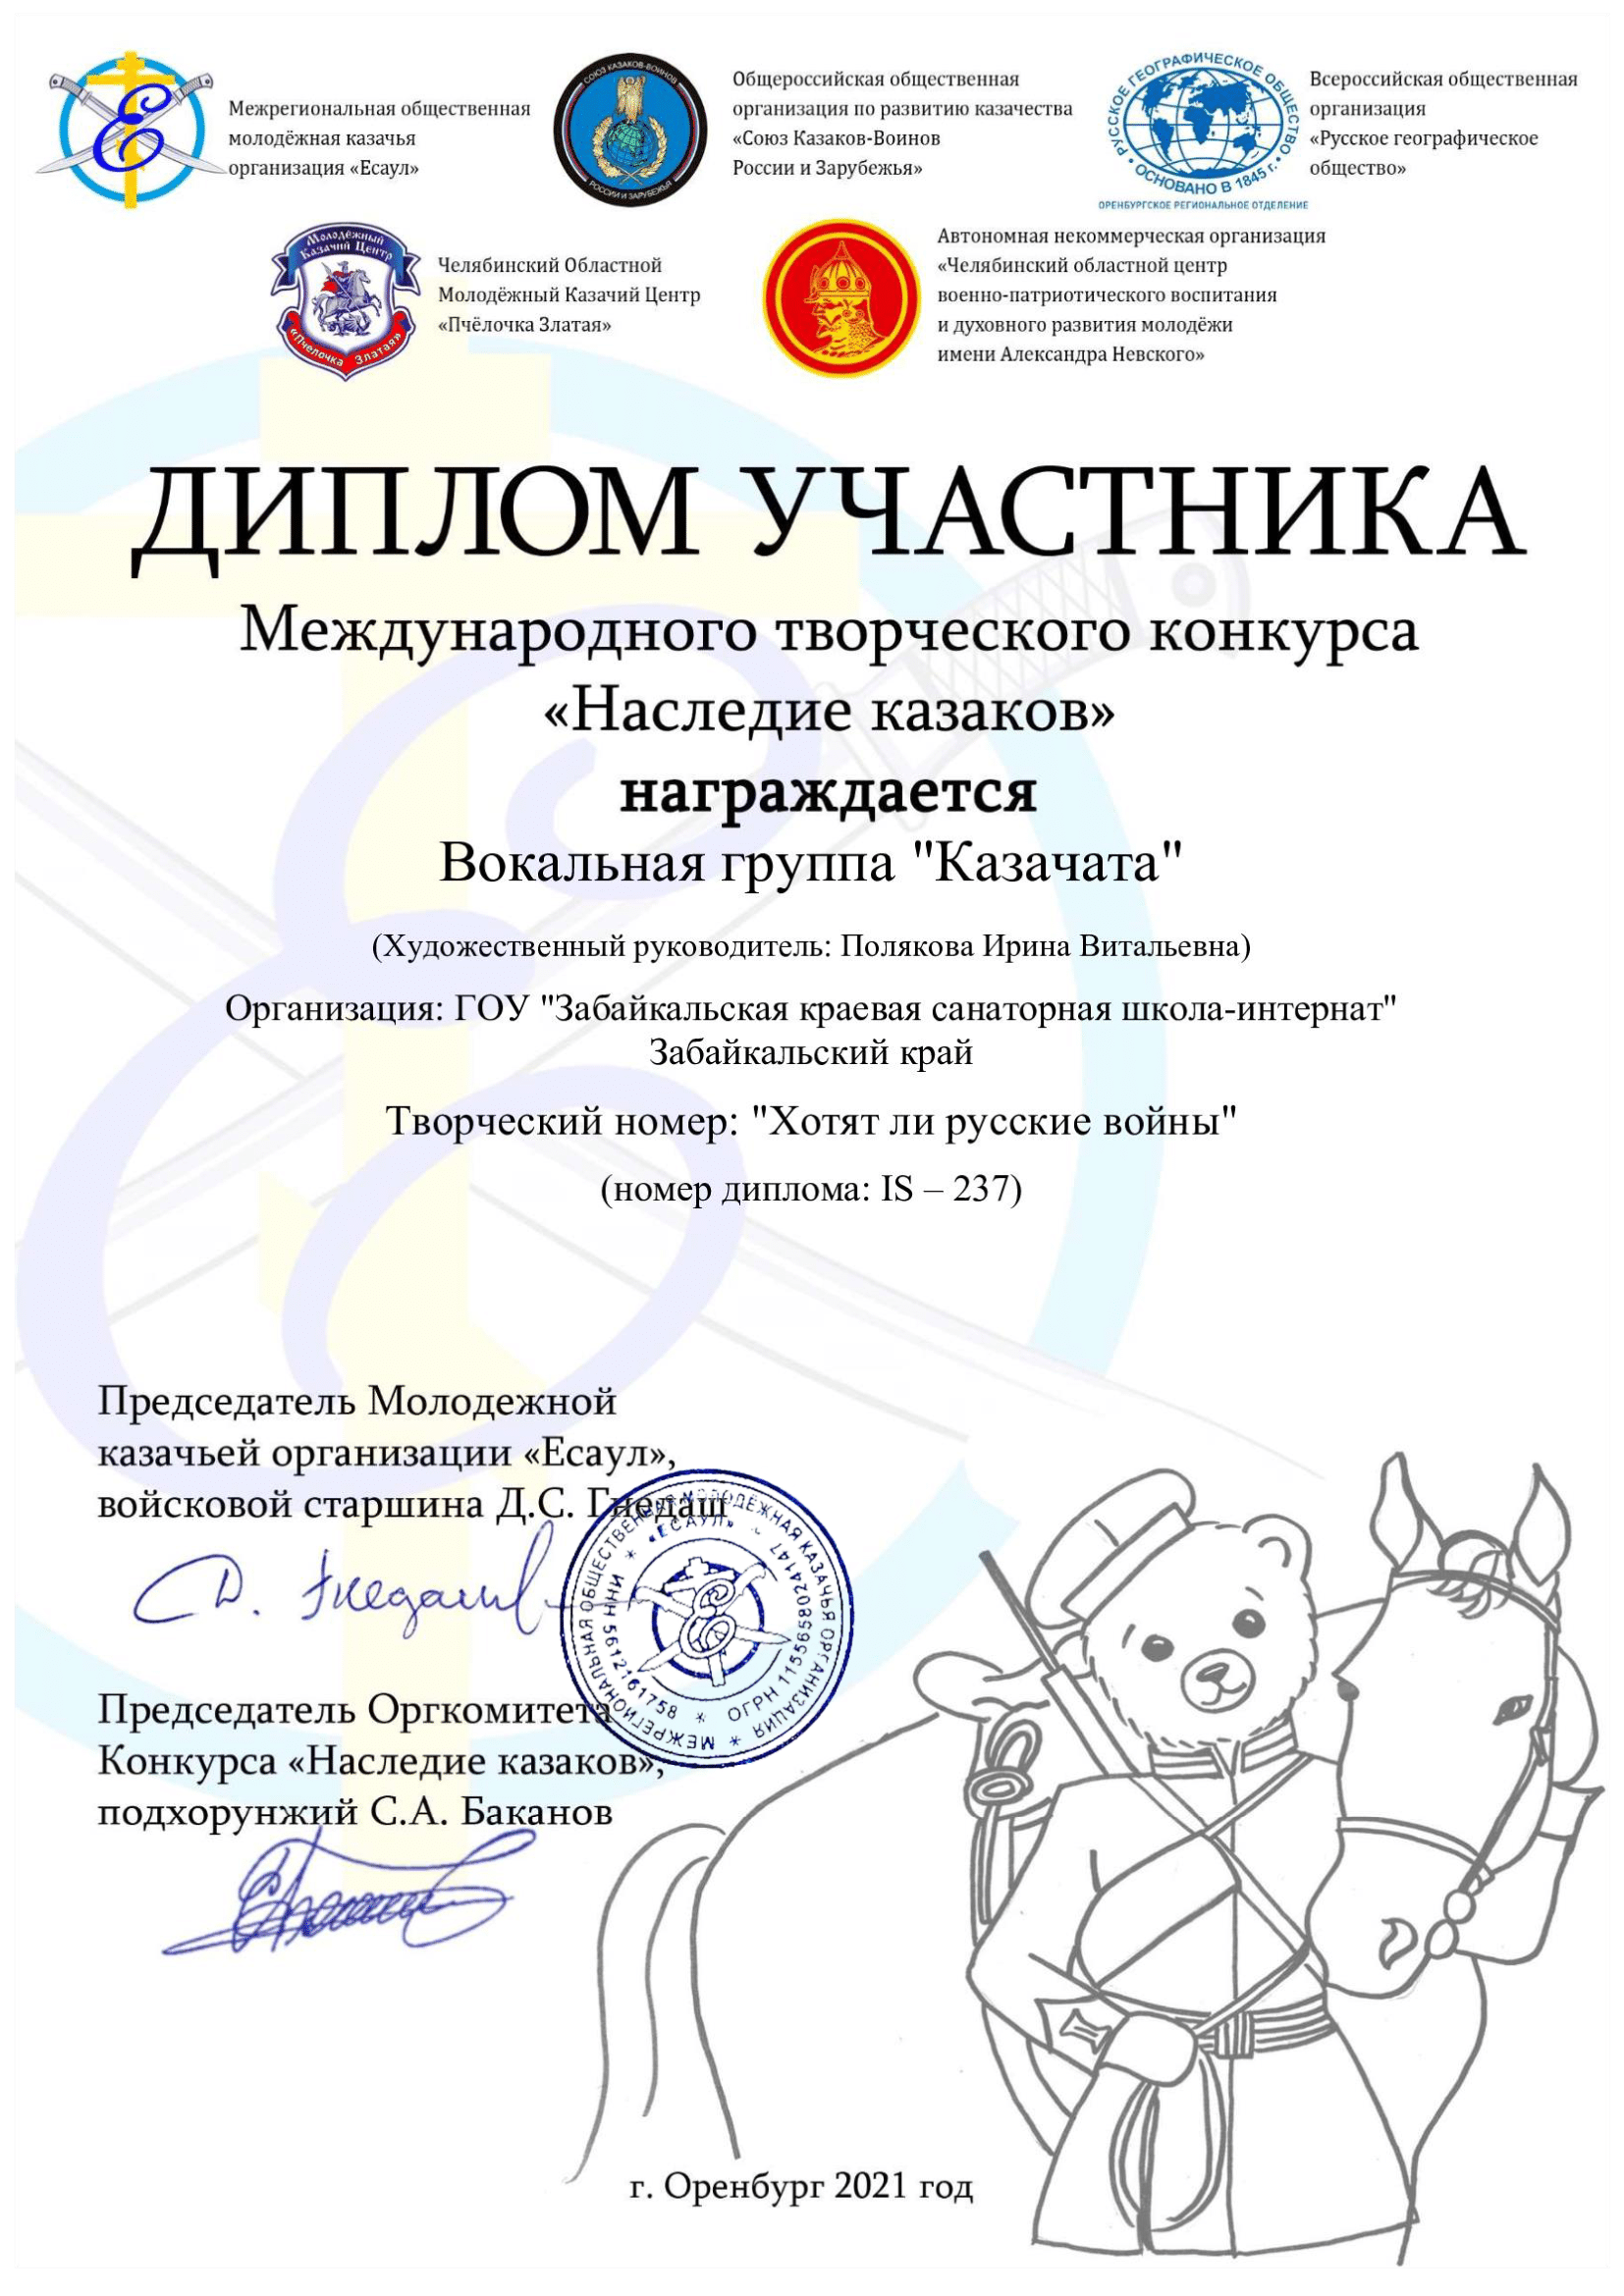 Межрегиональная общественная
молодёжная казачья
организация «Есаул»
СОЮЗ КАЗАКОВ-ВОИНОВ
РОССИИ И ЗАРУБЕЖЬЯ
Общероссийская общественная
организация по развитию казачества
«Союз Казаков-Воинов
России и Зарубежья»
РУССКОЕ ГЕОГРАФИЧЕСКОЕ ОБЩЕСТВО
ОСНОВАНО В 1845 г.
ОРЕНБУРГСКОЕ РЕГИОНАЛЬНОЕ ОТДЕЛЕНИЕ
Всероссийская общественная
организация
«Русское географическое
общество»
Молодёжный
Казачий Центр
«Пчёлочка Златая»
Челябинский Областной
Молодёжный Казачий Центр
«Пчёлочка Златая»
Автономная некоммерческая организация
«Челябинский областной центр
военно-патриотического воспитания
и духовного развития молодёжи
имени Александра Невского»
ДИПЛОМ УЧАСТНИКА
Международного творческого конкурса
«Наследие казаков»
награждается
Вокальная группа "Казачата"
(Художественный руководитель: Полякова Ирина Витальевна)
Организация: ГОУ "Забайкальская краевая санаторная школа-интернат"
Забайкальский край
Творческий номер: "Хотят ли русские войны"
(номер диплома: IS – 237)
Председатель Молодежной
казачьей организации «Есаул»,
войсковой старшина Д.С. Гнедаш
Д. Гнедаш
МЕЖРЕГИОНАЛЬНАЯ ОБЩЕСТВЕННАЯ МОЛОДЁЖНАЯ КАЗАЧЬЯ ОРГАНИЗАЦИЯ
«ЕСАУЛ»
ИНН 5612161758
ОГРН 1155658024147
Председатель Оргкомитета
Конкурса «Наследие казаков»,
подхорунжий С.А. Баканов
г. Оренбург 2021 год